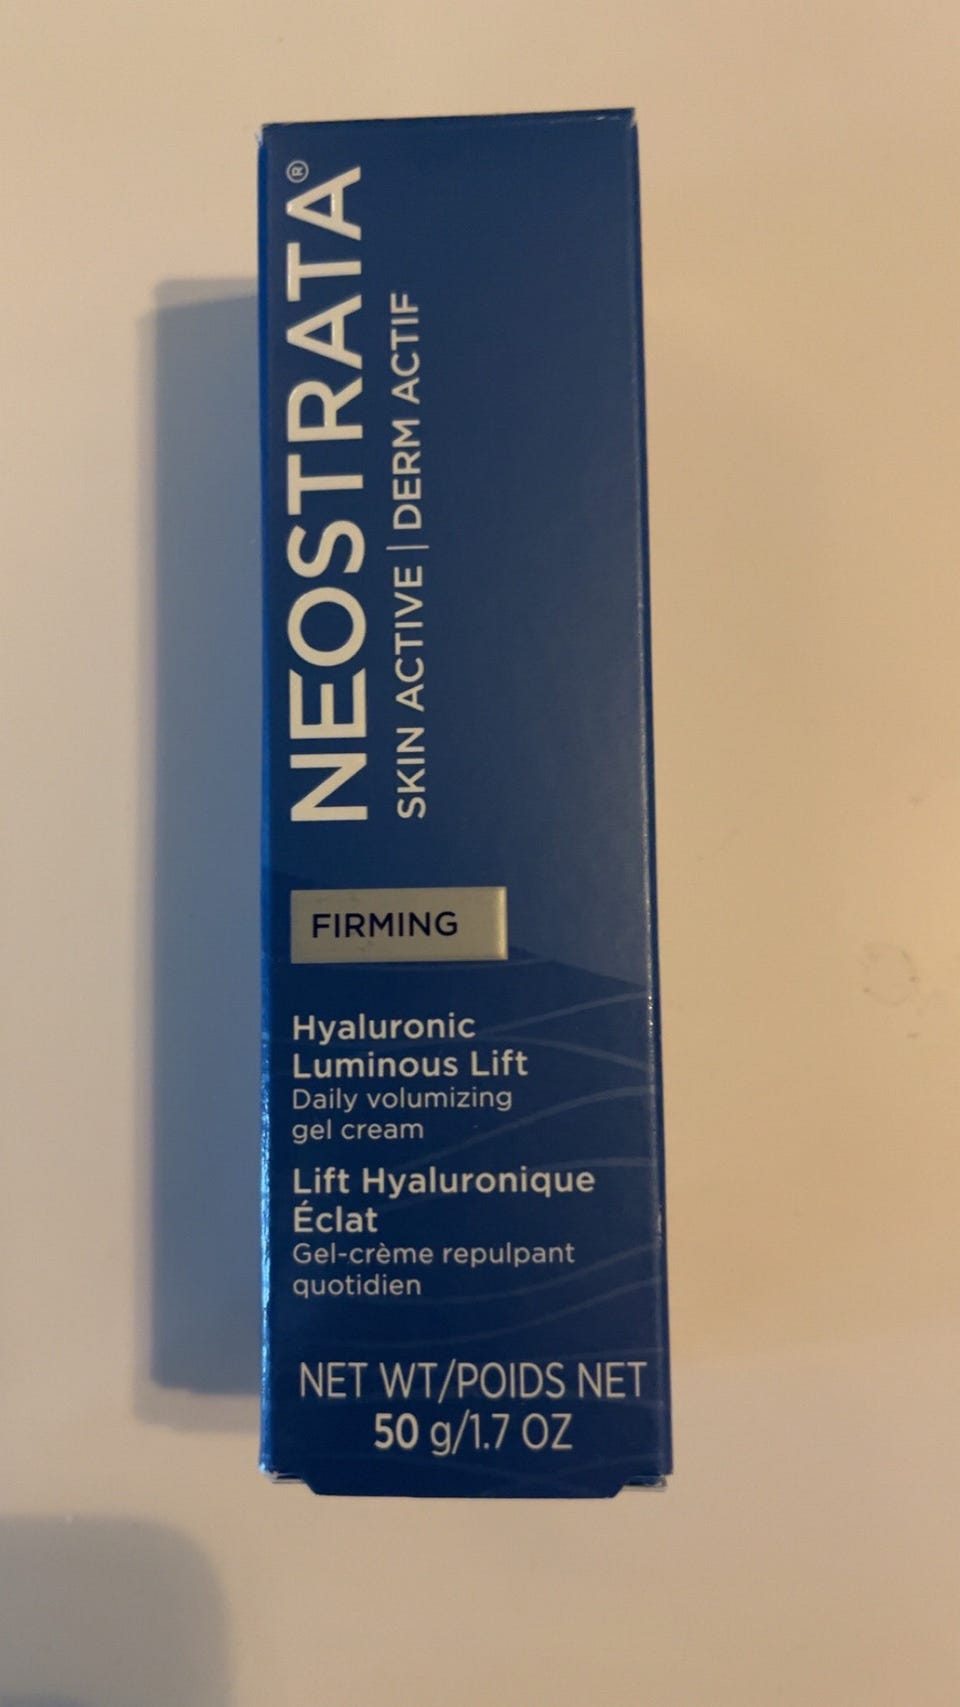 NEOSTRATA®
SKIN ACTIVE | DERM ACTIF
FIRMING
Hyaluronic
Luminous Lift
Daily volumizing
gel cream
Lift Hyaluronique
Éclat
Gel-crème repulpant
quotidien
NET WT/POIDS NET
50 g/1.7 OZ